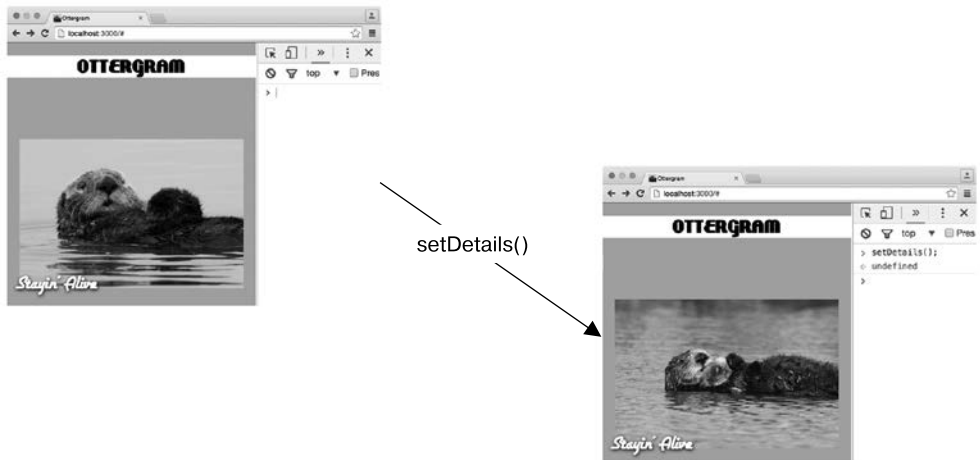 Ottergram
localhost:3000/#
top
Pres
OTTERGRAM
>
Stayin' Alive
setDetails()
Ottergram
localhost:3000/#
top
Pres
OTTERGRAM
> setDetails();
undefined
>
Stayin' Alive